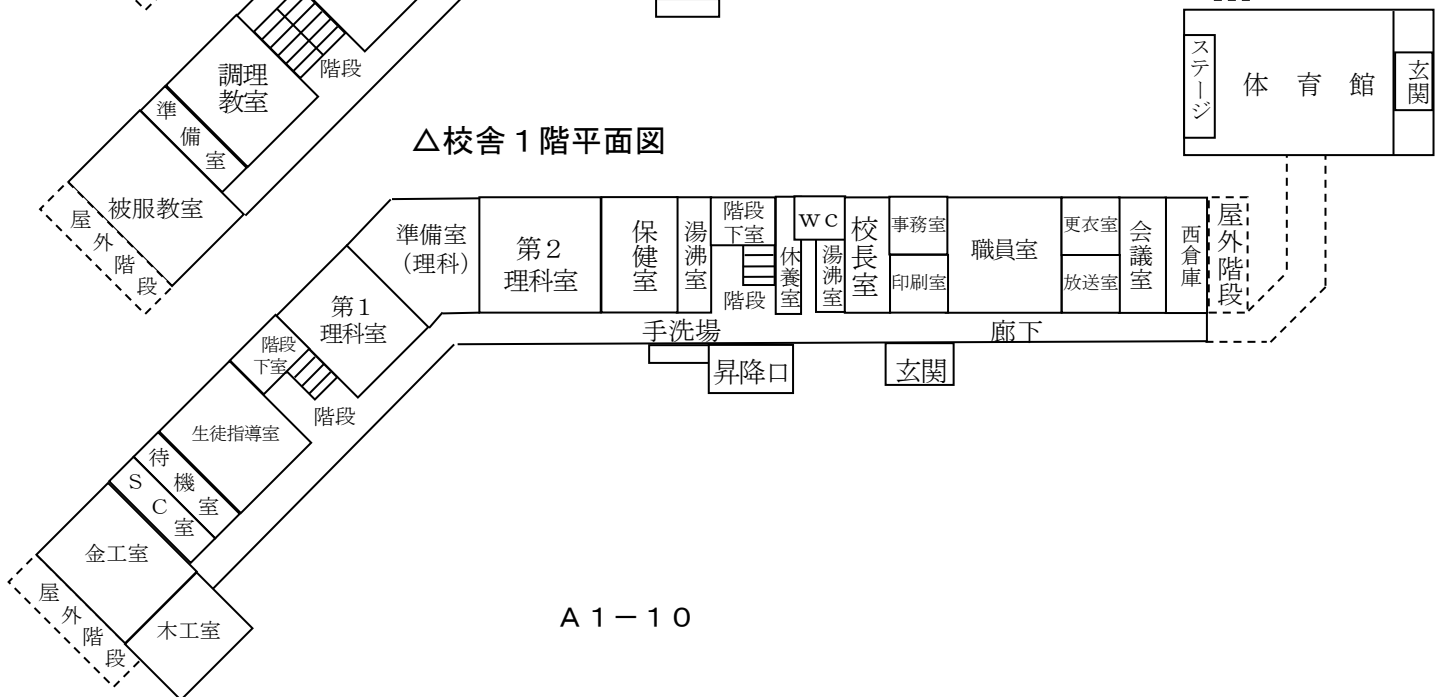 ステージ
体育館
玄関
階段
調理
教室
準備室
被服教室
屋外階段
△校舎1階平面図
準備室
(理科)
第2
理科室
保健室
湯沸室
階段
下室
階段
休養室
wc
湯沸室
校長室
事務室
印刷室
職員室
更衣室
放送室
会議室
西倉庫
屋外階段
手洗場
廊下
昇降口
玄関
第1
理科室
階段
下室
階段
生徒指導室
待機室
SC室
金工室
屋外階段
木工室
A1-10